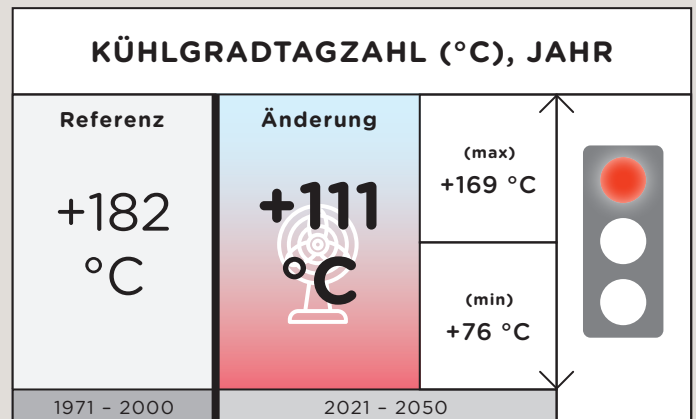 KÜHLGRADTAGZAHL (°C), JAHR
Referenz
+182
°C
1971 – 2000
Änderung
+111
°C
(max)
+169 °C
(min)
+76 °C
2021 – 2050